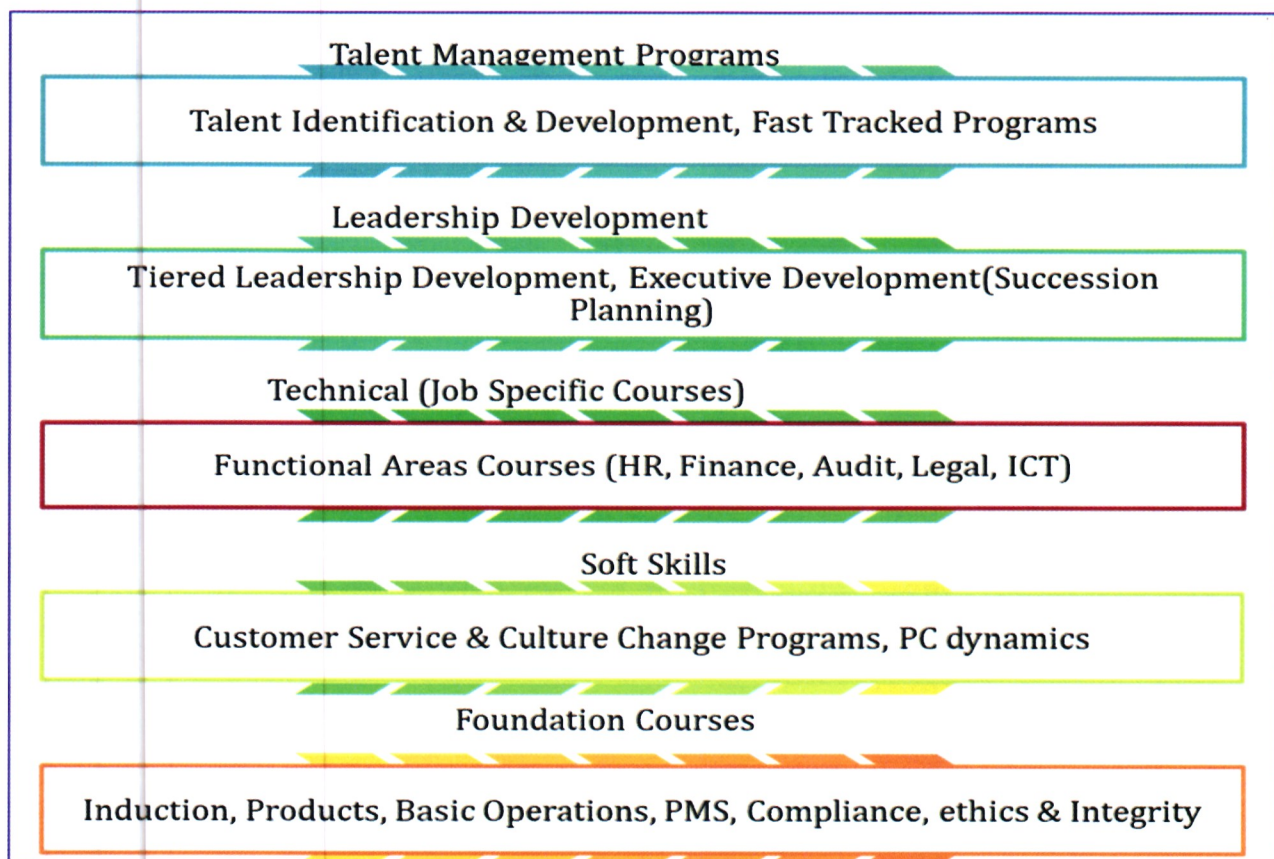 Talent Management Programs
Talent Identification & Development, Fast Tracked Programs
Leadership Development
Tiered Leadership Development, Executive Development(Succession
Planning)
Technical (Job Specific Courses)
Functional Areas Courses (HR, Finance, Audit, Legal, ICT)
Soft Skills
Customer Service & Culture Change Programs, PC dynamics
Foundation Courses
Induction, Products, Basic Operations, PMS, Compliance, ethics & Integrity